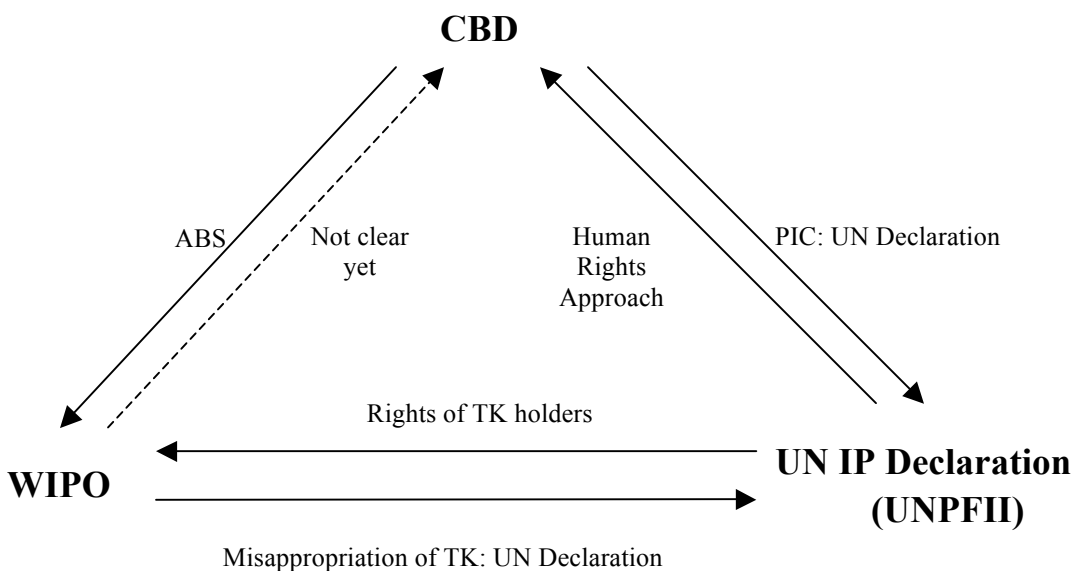 CBD
ABS
Not clear
yet
Human
Rights
Approach
PIC: UN Declaration
Rights of TK holders
WIPO
UN IP Declaration
(UNPFII)
Misappropriation of TK: UN Declaration